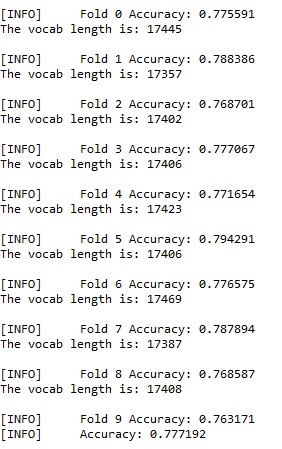 [INFO] Fold 0 Accuracy: 0.775591
The vocab length is: 17445
[INFO] Fold 1 Accuracy: 0.788386
The vocab length is: 17357
[INFO] Fold 2 Accuracy: 0.768701
The vocab length is: 17402
[INFO] Fold 3 Accuracy: 0.777067
The vocab length is: 17406
[INFO] Fold 4 Accuracy: 0.771654
The vocab length is: 17423
[INFO] Fold 5 Accuracy: 0.794291
The vocab length is: 17406
[INFO] Fold 6 Accuracy: 0.776575
The vocab length is: 17469
[INFO] Fold 7 Accuracy: 0.787894
The vocab length is: 17387
[INFO] Fold 8 Accuracy: 0.768587
The vocab length is: 17408
[INFO] Fold 9 Accuracy: 0.763171
[INFO] Accuracy: 0.777192